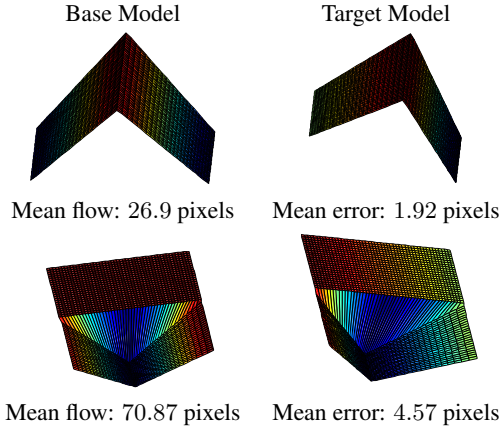 Base Model Target Model
Mean flow: 26.9 pixels Mean error: 1.92 pixels
Mean flow: 70.87 pixels Mean error: 4.57 pixels